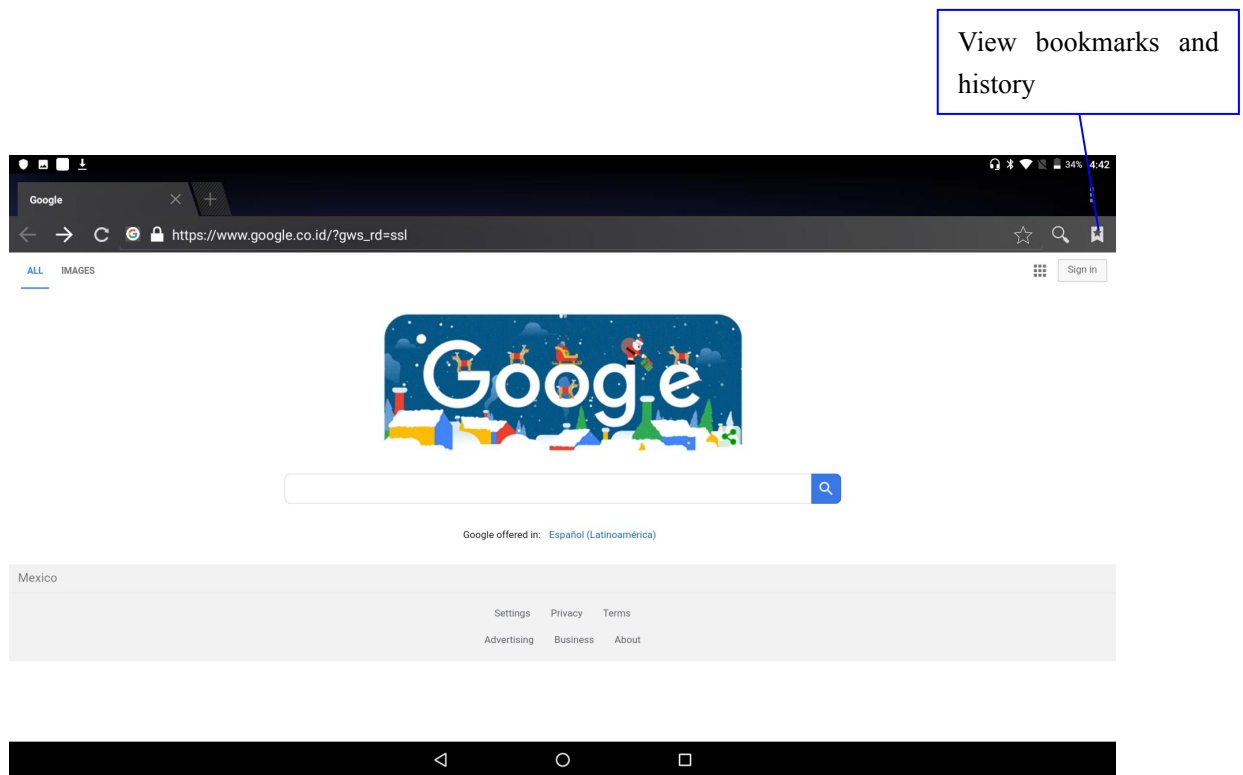 View bookmarks and
history
34% 4:42
Google
https://www.google.co.id/?gws_rd=ssl
ALL IMAGES
Sign in
Goog.e
Google offered in: Español (Latinoamérica)
Mexico
Settings Privacy Terms
Advertising Business About